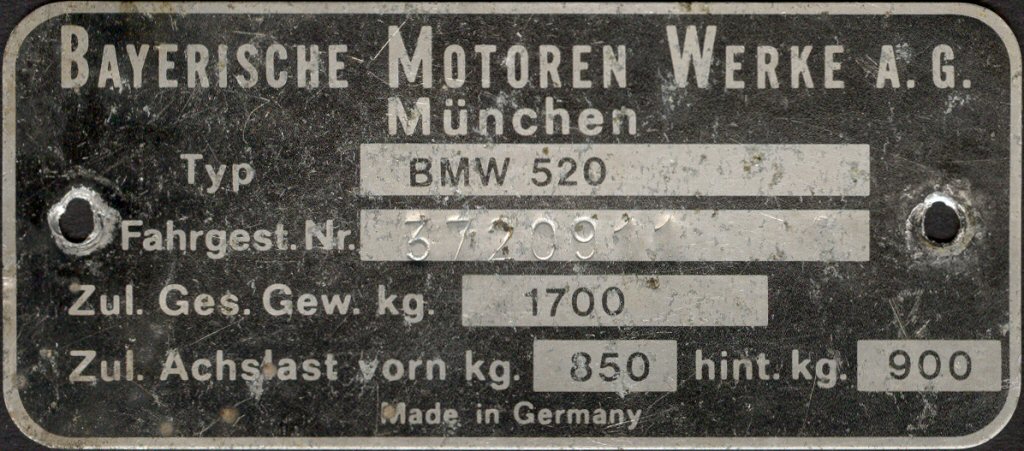 BAYERISCHE MOTOREN WERKE A. G.
München
Typ BMW 520
Fahrgest. Nr. 37209
Zul. Ges. Gew. kg. 1700
Zul. Achslast vorn kg. 850 hint. kg. 900
Made in Germany